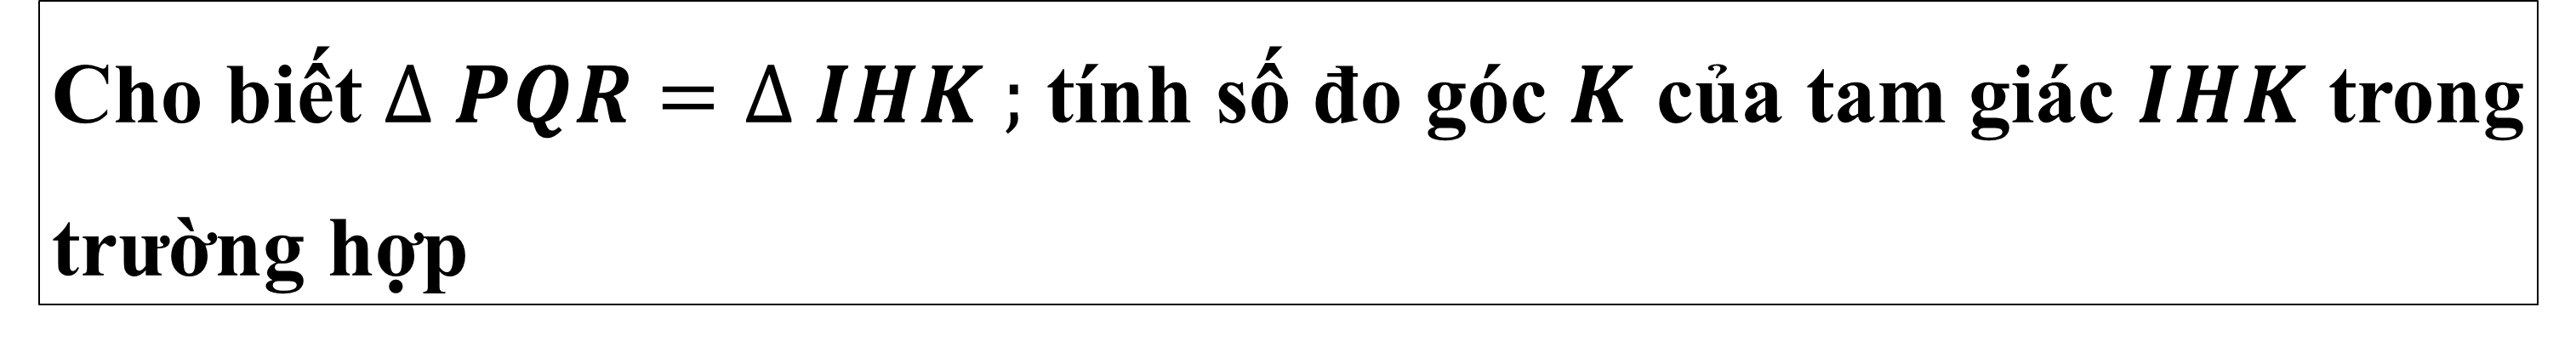 Cho biết Δ PQR = Δ IHK ; tính số đo góc K của tam giác IHK trong
trường hợp